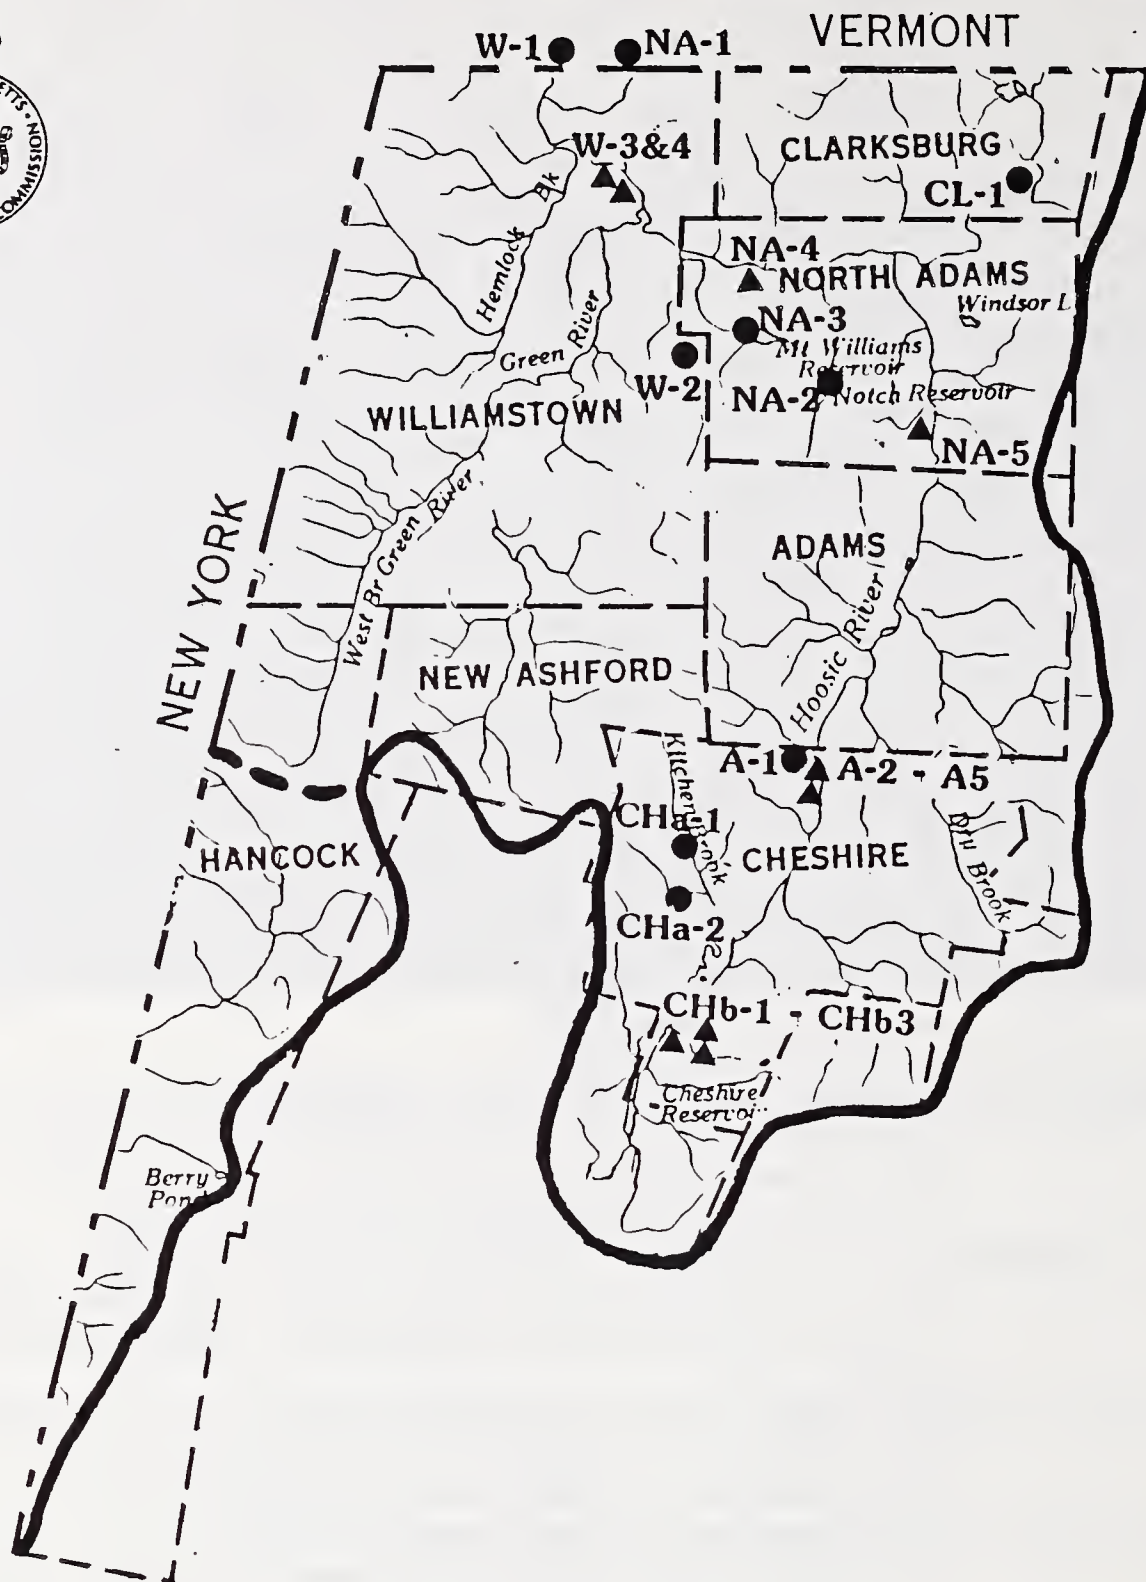 VERMONT
W-1
NA-1
ETTS · 
COMMISSION
W-3&4
CLARKSBURG
CL-1
Hemlock Bk
NA-4
NORTH ADAMS
Windsor L
NA-3
Mt Williams
Reservoir
Green River
W-2
NA-2
Notch Reservoir
WILLIAMSTOWN
NA-5
NEW YORK
West Br Green River
ADAMS
Hoosic River
NEW ASHFORD
A-1
A-2 - A5
Kitchen Brook
CHa-1
HANCOCK
CHESHIRE
Dry Brook
CHa-2
CHb-1 - CHb3
Cheshire
Reservoi
Berry
Pond